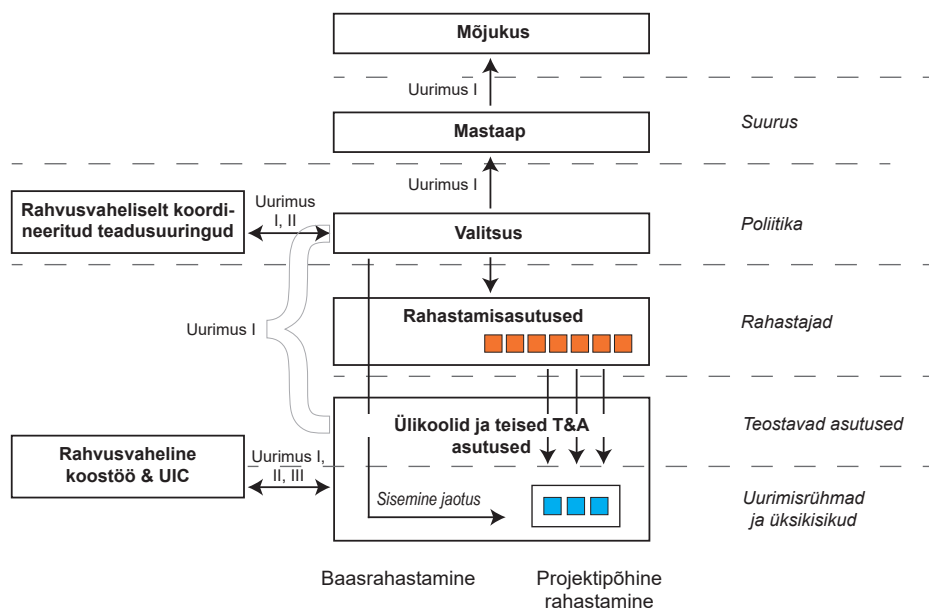 Mõjukus
Uurimus I
Mastaap
Suurus
Uurimus I
Rahvusvaheliselt koordi-
neeritud teadusuuringud
Uurimus
I, II
Valitsus
Poliitika
Uurimus I
Rahastamisasutused
Rahastajad
Ülikoolid ja teised T&A
asutused
Teostavad asutused
Rahvusvaheline
koostöö & UIC
Uurimus I,
II, III
Sisemine jaotus
Uurimisrühmad
ja üksikisikud
Baasrahastamine
Projektipõhine
rahastamine